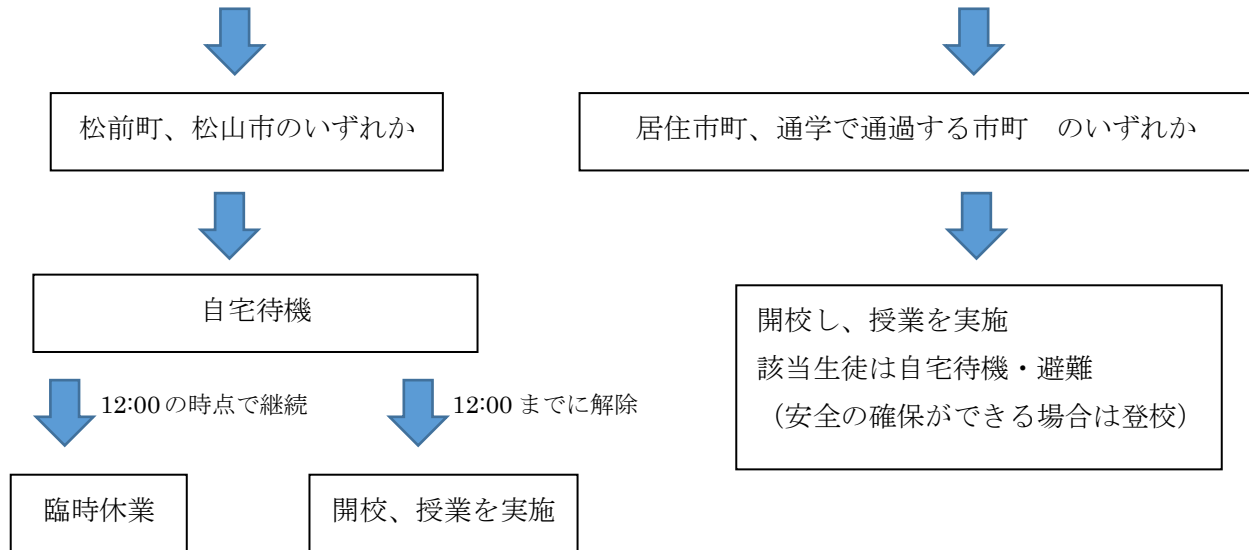 松前町、松山市のいずれか
居住市町、通学で通過する市町　のいずれか
自宅待機
開校し、授業を実施
該当生徒は自宅待機・避難
（安全の確保ができる場合は登校）
12:00の時点で継続
12:00までに解除
臨時休業
開校、授業を実施